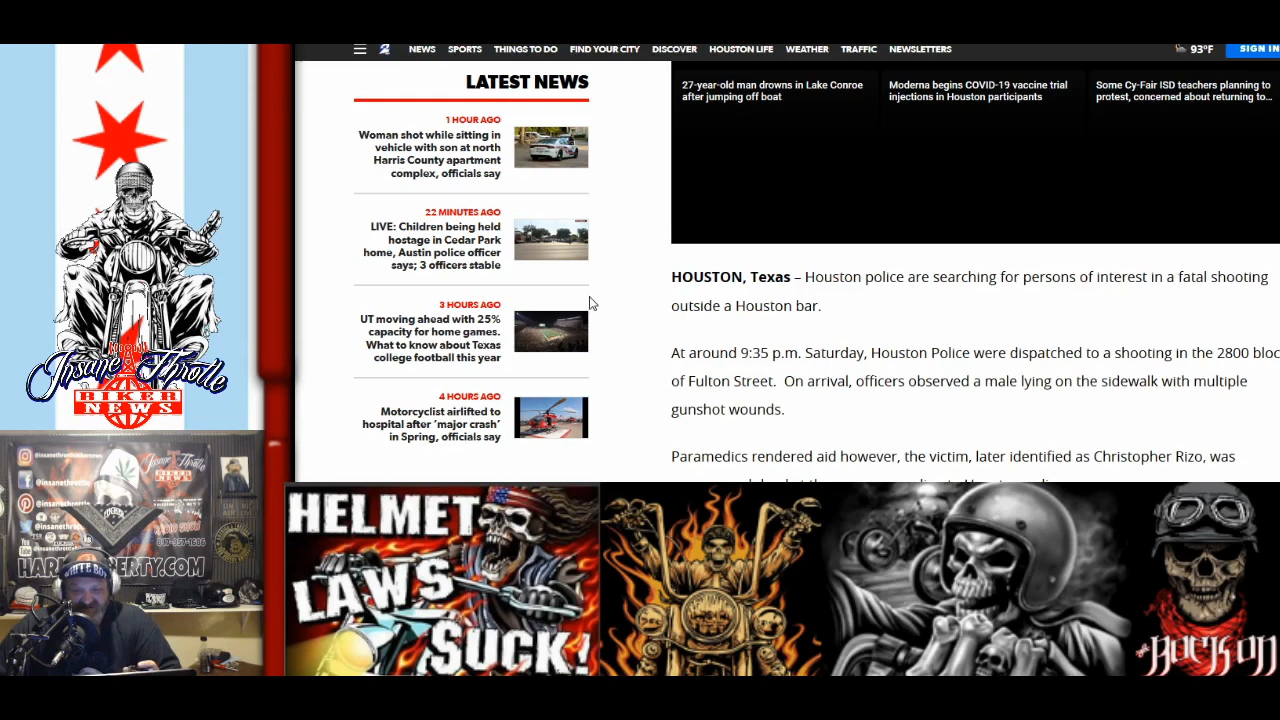 NEWS SPORTS THINGS TO DO FIND YOUR CITY DISCOVER HOUSTON LIFE WEATHER TRAFFIC NEWSLETTERS 93°F SIGN IN
LATEST NEWS
1 HOUR AGO
Woman shot while sitting in
vehicle with son at north
Harris County apartment
complex, officials say
22 MINUTES AGO
LIVE: Children being held
hostage in Cedar Park
home, Austin police officer
says; 3 officers stable
3 HOURS AGO
UT moving ahead with 25%
capacity for home games.
What to know about Texas
college football this year
4 HOURS AGO
Motorcyclist airlifted to
hospital after ‘major crash’
in Spring, officials say
27-year-old man drowns in Lake Conroe
after jumping off boat
Moderna begins COVID-19 vaccine trial
injections in Houston participants
Some Cy-Fair ISD teachers planning to
protest, concerned about returning to...
HOUSTON, Texas – Houston police are searching for persons of interest in a fatal shooting
outside a Houston bar.
At around 9:35 p.m. Saturday, Houston Police were dispatched to a shooting in the 2800 bloc
of Fulton Street. On arrival, officers observed a male lying on the sidewalk with multiple
gunshot wounds.
Paramedics rendered aid however, the victim, later identified as Christopher Rizo, was
Insane Throttle
BIKER
NEWS
HELMET
LAWS
SUCK!
ROCK ON
WHITE BOY